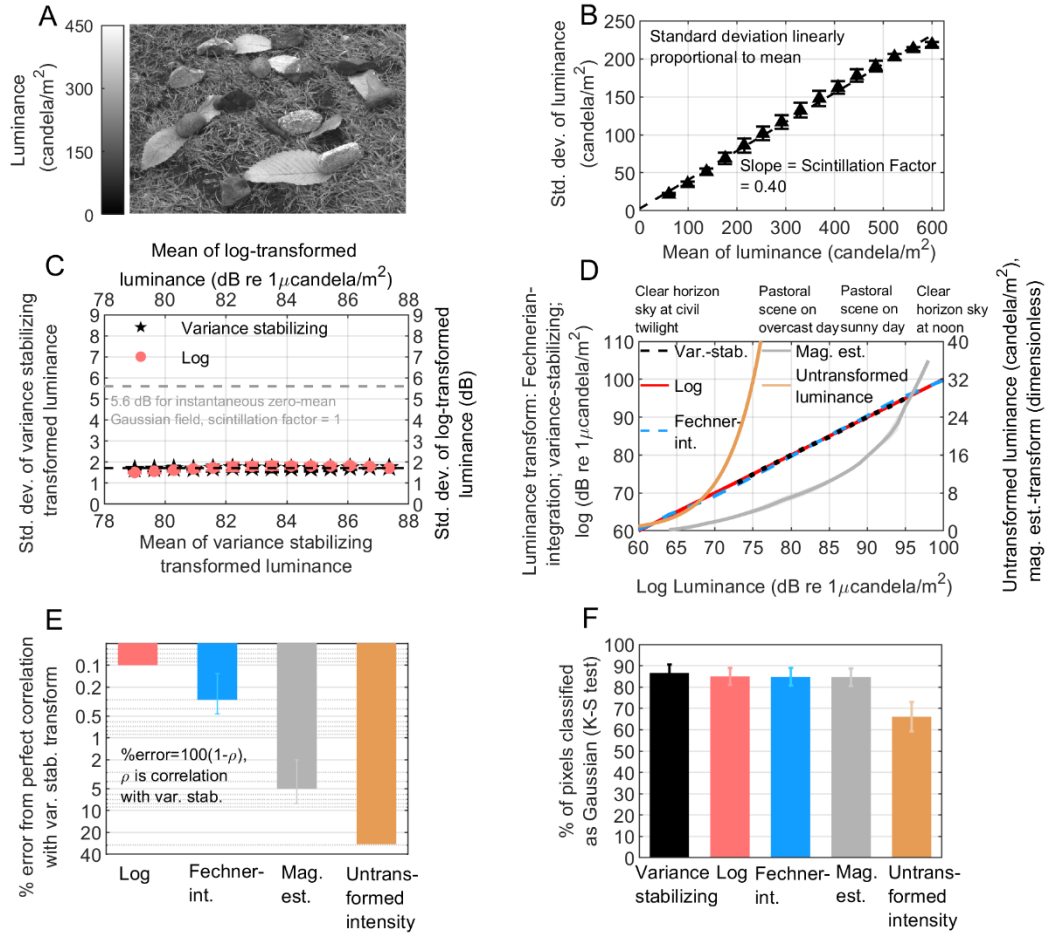 A
450
300
150
0
Luminance
(candela/m²)
B
Standard deviation linearly
proportional to mean
Slope = Scintillation Factor
= 0.40
250
200
150
100
50
0
0 100 200 300 400 500 600
Mean of luminance (candela/m²)
Std. dev. of luminance
(candela/m²)
C
Mean of log-transformed
luminance (dB re 1μcandela/m²)
78 80 82 84 86 88
9
8
7
6
5
4
3
2
1
0
Variance stabilizing
Log
5.6 dB for instantaneous zero-mean
Gaussian field, scintillation factor = 1
9
8
7
6
5
4
3
2
1
0
78 80 82 84 86 88
Mean of variance stabilizing
transformed luminance
Std. dev. of variance stabilizing
transformed luminance
Std. dev. of log-transformed
luminance (dB)
D
Clear horizon
sky at civil
twilight
Pastoral
scene on
overcast day
Pastoral
scene on
sunny day
Clear
horizon sky
at noon
110
100
90
80
70
60
Var.-stab.
Log
Fechner-
int.
Mag. est.
Untransformed
luminance
40
32
24
16
8
0
60 65 70 75 80 85 90 95 100
Log Luminance (dB re 1μcandela/m²)
Luminance transform: Fechnerian-
integration; variance-stabilizing;
log (dB re 1μcandela/m²)
Untransformed luminance (candela/m²),
mag. est.-transform (dimensionless)
E
0.1
0.2
0.5
1
2
5
10
20
40
%error=100(1-ρ),
ρ is correlation
with var. stab.
Log
Fechner-
int.
Mag.
est.
Untrans-
formed
intensity
% error from perfect correlation
with var. stab. transform
F
100
90
80
70
60
50
40
30
20
10
0
Variance
stabilizing
Log
Fechner-
int.
Mag.
est.
Untrans-
formed
intensity
% of pixels classified
as Gaussian (K-S test)